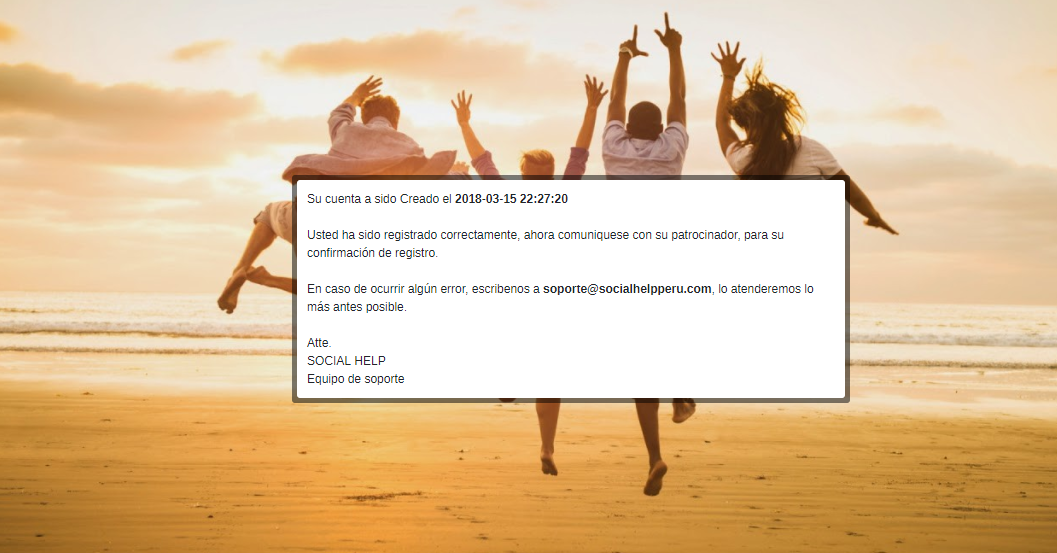 Su cuenta a sido Creado el 2018-03-15 22:27:20
Usted ha sido registrado correctamente, ahora comuniquese con su patrocinador, para su
confirmación de registro.
En caso de ocurrir algún error, escribenos a soporte@socialhelpperu.com, lo atenderemos lo
más antes posible.
Atte.
SOCIAL HELP
Equipo de soporte